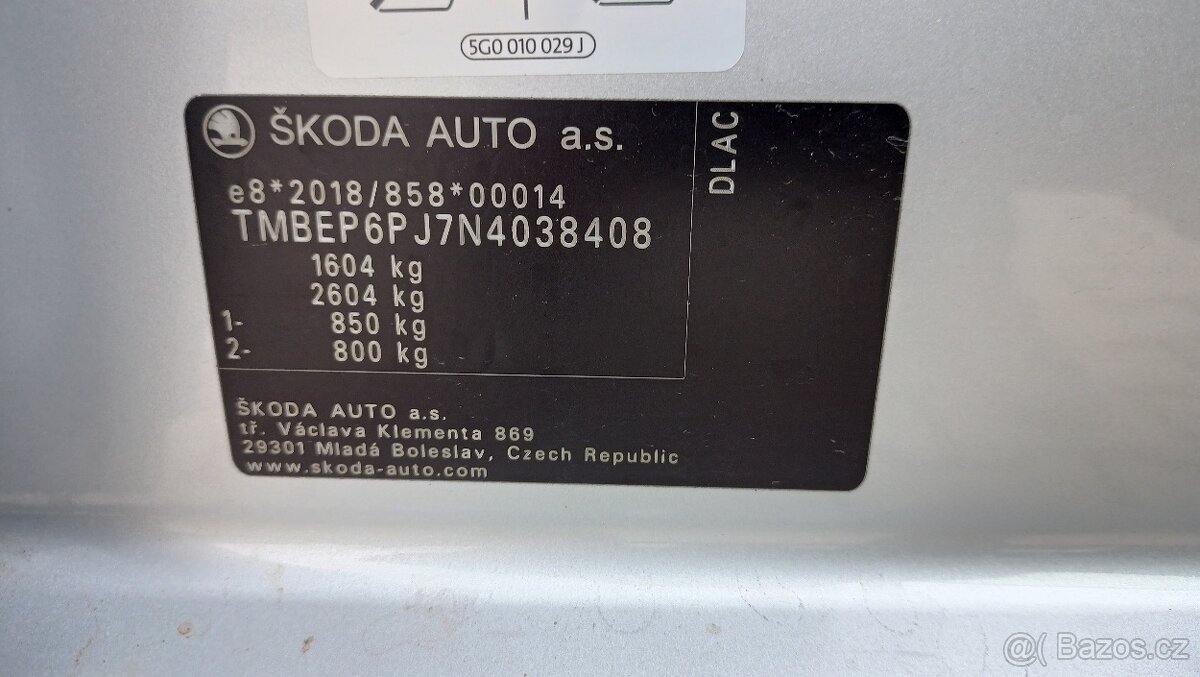 5G0 010 029 J
ŠKODA AUTO a.s.
DLAC
e8*2018/858*00014
TMBEP6PJ7N4038408
1604 kg
2604 kg
1- 850 kg
2- 800 kg
ŠKODA AUTO a.s.
tř. Václava Klementa 869
29301 Mladá Boleslav, Czech Republic
www.skoda-auto.com
@( Bazos.cz